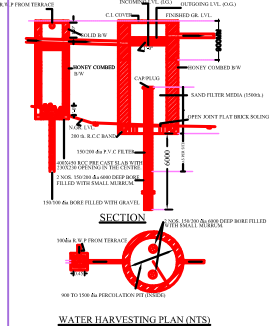 R.W.P FROM TERRACE
INCOMING LVL. (I.G.)
OUTGOING LVL. (O.G.)
C.I. COVER
FINISHED GR. LVL.
SOLID B/W
HONEY COMBED
B/W
HONEY COMBED B/W
CAP/PLUG
SAND FILTER MEDIA (1500th.)
OPEN JOINT FLAT BRICK SOLING
N.GR. LVL.
200 th. R.C.C BAND
150/200 dia P.V.C FILTER
6000
400X450 RCC PRE CAST SLAB WITH
230X230 OPENING IN THE CENTRE.
2 NOS. 150/200 dia 6000 DEEP BORE
FILLED WITH SMALL MURRUM.
150/100 dia BORE FILLED WITH GRAVEL
SECTION
2 NOS. 150/200 dia 6000 DEEP BORE FILLED
WITH SMALL MURRUM.
100dia R.W.P FROM TERRACE
900 TO 1500 dia PERCOLATION PIT (INSIDE)
WATER HARVESTING PLAN (NTS)